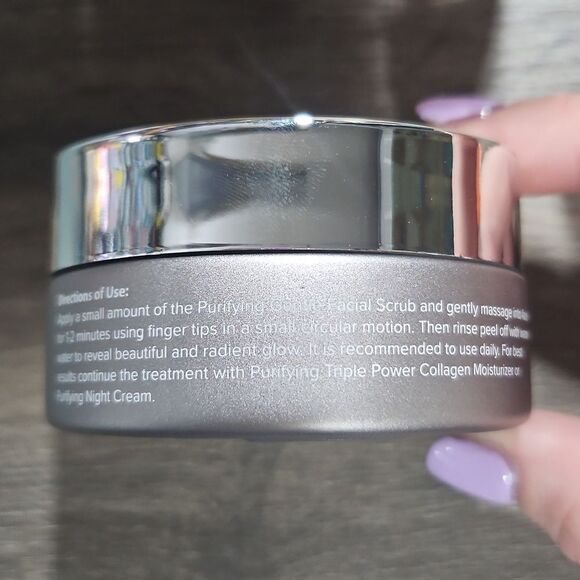 Directions of Use:
Apply a small amount of the Purifying Gentle Facial Scrub and gently massage into
for 1-2 minutes using finger tips in a small circular motion. Then rinse peel off with
water to reveal beautiful and radiant glow. It is recommended to use daily. For best
results continue the treatment with Purifying Triple Power Collagen Moisturizer or
Purifying Night Cream.